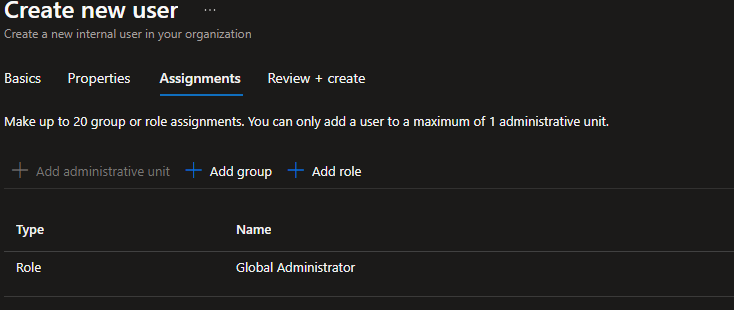 Create new user ...
Create a new internal user in your organization
Basics Properties Assignments Review + create
Make up to 20 group or role assignments. You can only add a user to a maximum of 1 administrative unit.
+ Add administrative unit + Add group + Add role
Type Name
Role Global Administrator